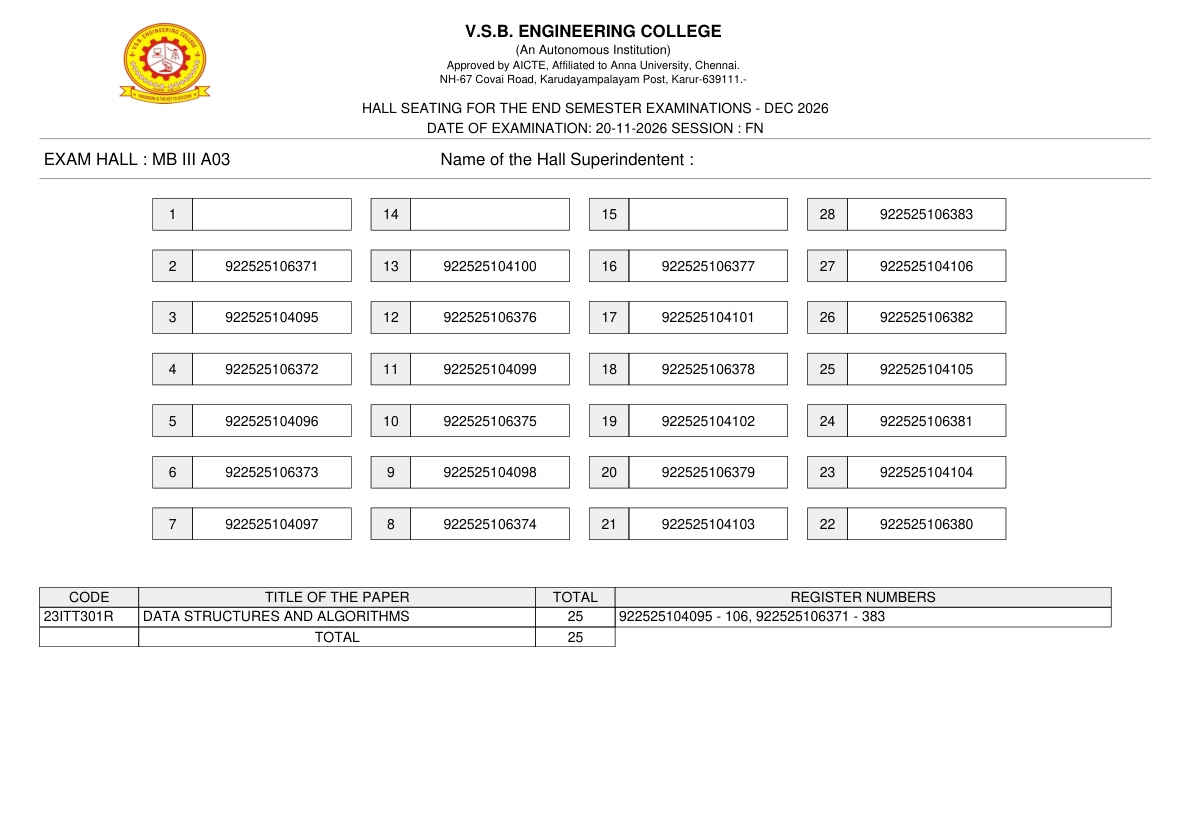 V.S.B. ENGINEERING COLLEGE
(An Autonomous Institution)
Approved by AICTE, Affiliated to Anna University, Chennai.
NH-67 Covai Road, Karudayampalayam Post, Karur-639111.-
HALL SEATING FOR THE END SEMESTER EXAMINATIONS - DEC 2026
DATE OF EXAMINATION: 20-11-2026 SESSION : FN
EXAM HALL : MB III A03 Name of the Hall Superintendent :
1 14 15 28 922525106383
2 922525106371 13 922525104100 16 922525106377 27 922525104106
3 922525104095 12 922525106376 17 922525104101 26 922525106382
4 922525106372 11 922525104099 18 922525106378 25 922525104105
5 922525104096 10 922525106375 19 922525104102 24 922525106381
6 922525106373 9 922525104098 20 922525106379 23 922525104104
7 922525104097 8 922525106374 21 922525104103 22 922525106380
CODE TITLE OF THE PAPER TOTAL REGISTER NUMBERS
23ITT301R DATA STRUCTURES AND ALGORITHMS 25 922525104095 - 106, 922525106371 - 383
TOTAL 25